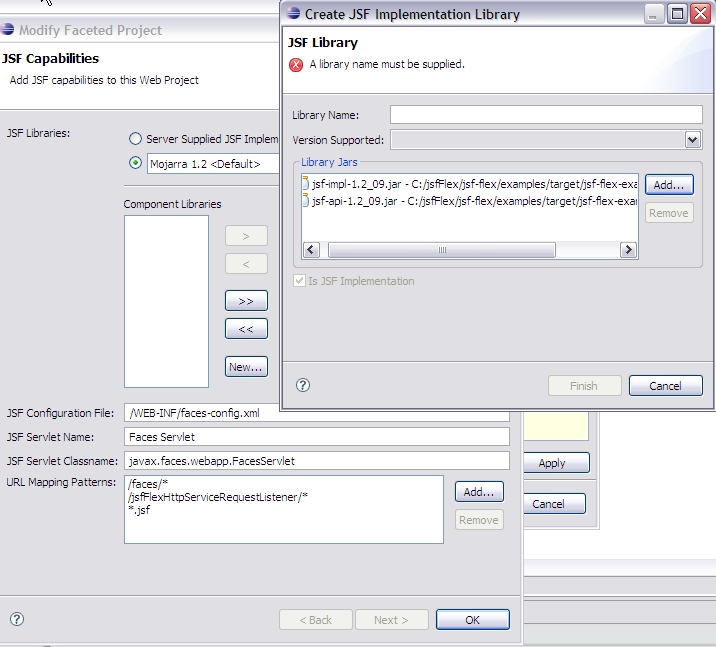 Modify Faceted Project
JSF Capabilities
Add JSF capabilities to this Web Project
JSF Libraries:
Server Supplied JSF Implem
Mojarra 1.2 <Default>
Component Libraries
>
<
>>
<<
New...
JSF Configuration File:
/WEB-INF/faces-config.xml
JSF Servlet Name:
Faces Servlet
JSF Servlet Classname:
javax.faces.webapp.FacesServlet
URL Mapping Patterns:
/faces/*
/jsfFlexHttpServiceRequestListener/*
*.jsf
Add...
Remove
?
< Back
Next >
OK
Create JSF Implementation Library
JSF Library
A library name must be supplied.
Library Name:
Version Supported:
Library Jars
jsf-impl-1.2_09.jar - C:/jsfFlex/jsf-flex/examples/target/jsf-flex-exa
jsf-api-1.2_09.jar - C:/jsfFlex/jsf-flex/examples/target/jsf-flex-exar
Add...
Remove
Is JSF Implementation
?
Finish
Cancel
Apply
Cancel